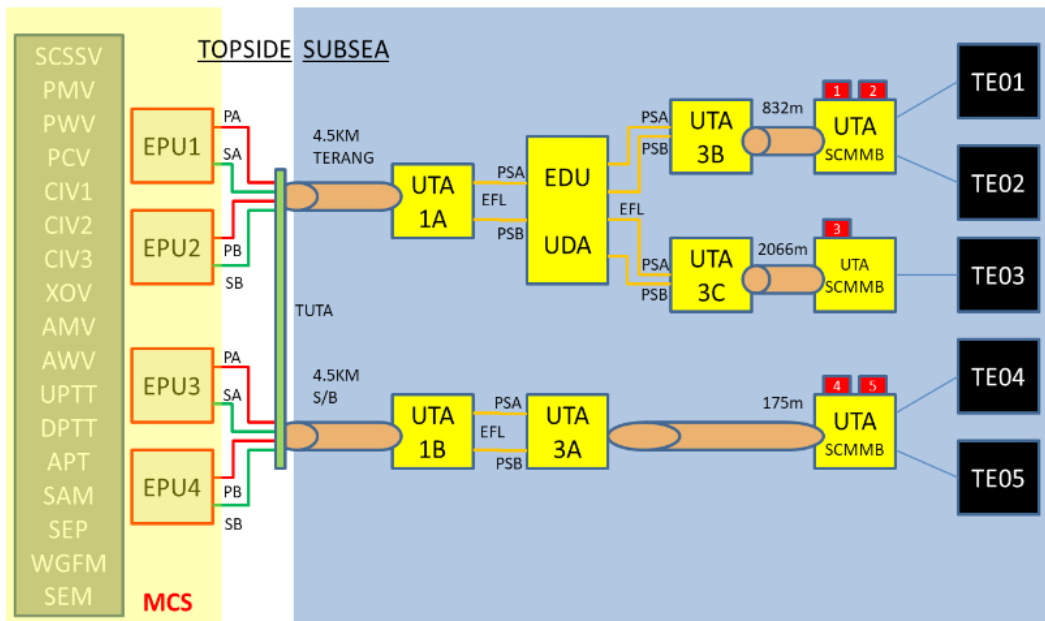 TOPSIDE SUBSEA
SCSSV
PMV
PWV
PCV
CIV1
CIV2
CIV3
XOV
AMV
AWV
UPTT
DPTT
APT
SAM
SEP
WGFM
SEM
MCS
EPU1
PA
SA
EPU2
PB
SB
EPU3
PA
SA
EPU4
PB
SB
TUTA
4.5KM
TERANG
UTA
1A
PSA
EFL
PSB
EDU
UDA
EFL
PSA
PSB
UTA
3B
832m
1 2
UTA
SCMMB
TE01
TE02
PSA
PSB
UTA
3C
2066m
3
UTA
SCMMB
TE03
4.5KM
S/B
UTA
1B
PSA
EFL
PSB
UTA
3A
175m
4 5
UTA
SCMMB
TE04
TE05